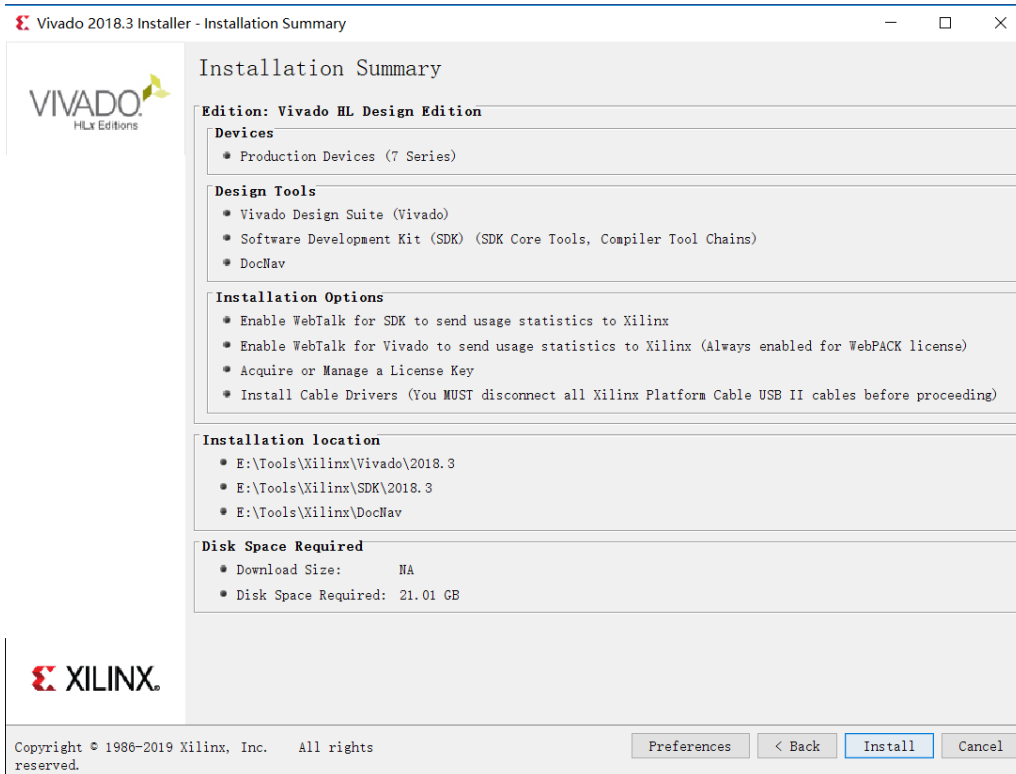 Vivado 2018.3 Installer - Installation Summary
VIVADO.
HLx Editions
Installation Summary
Edition: Vivado HL Design Edition
Devices
Production Devices (7 Series)
Design Tools
Vivado Design Suite (Vivado)
Software Development Kit (SDK) (SDK Core Tools, Compiler Tool Chains)
DocNav
Installation Options
Enable WebTalk for SDK to send usage statistics to Xilinx
Enable WebTalk for Vivado to send usage statistics to Xilinx (Always enabled for WebPACK license)
Acquire or Manage a License Key
Install Cable Drivers (You MUST disconnect all Xilinx Platform Cable USB II cables before proceeding)
Installation location
E:\Tools\Xilinx\Vivado\2018.3
E:\Tools\Xilinx\SDK\2018.3
E:\Tools\Xilinx\DocNav
Disk Space Required
Download Size: NA
Disk Space Required: 21.01 GB
XILINX®
Copyright © 1986-2019 Xilinx, Inc. All rights
reserved.
Preferences < Back Install Cancel